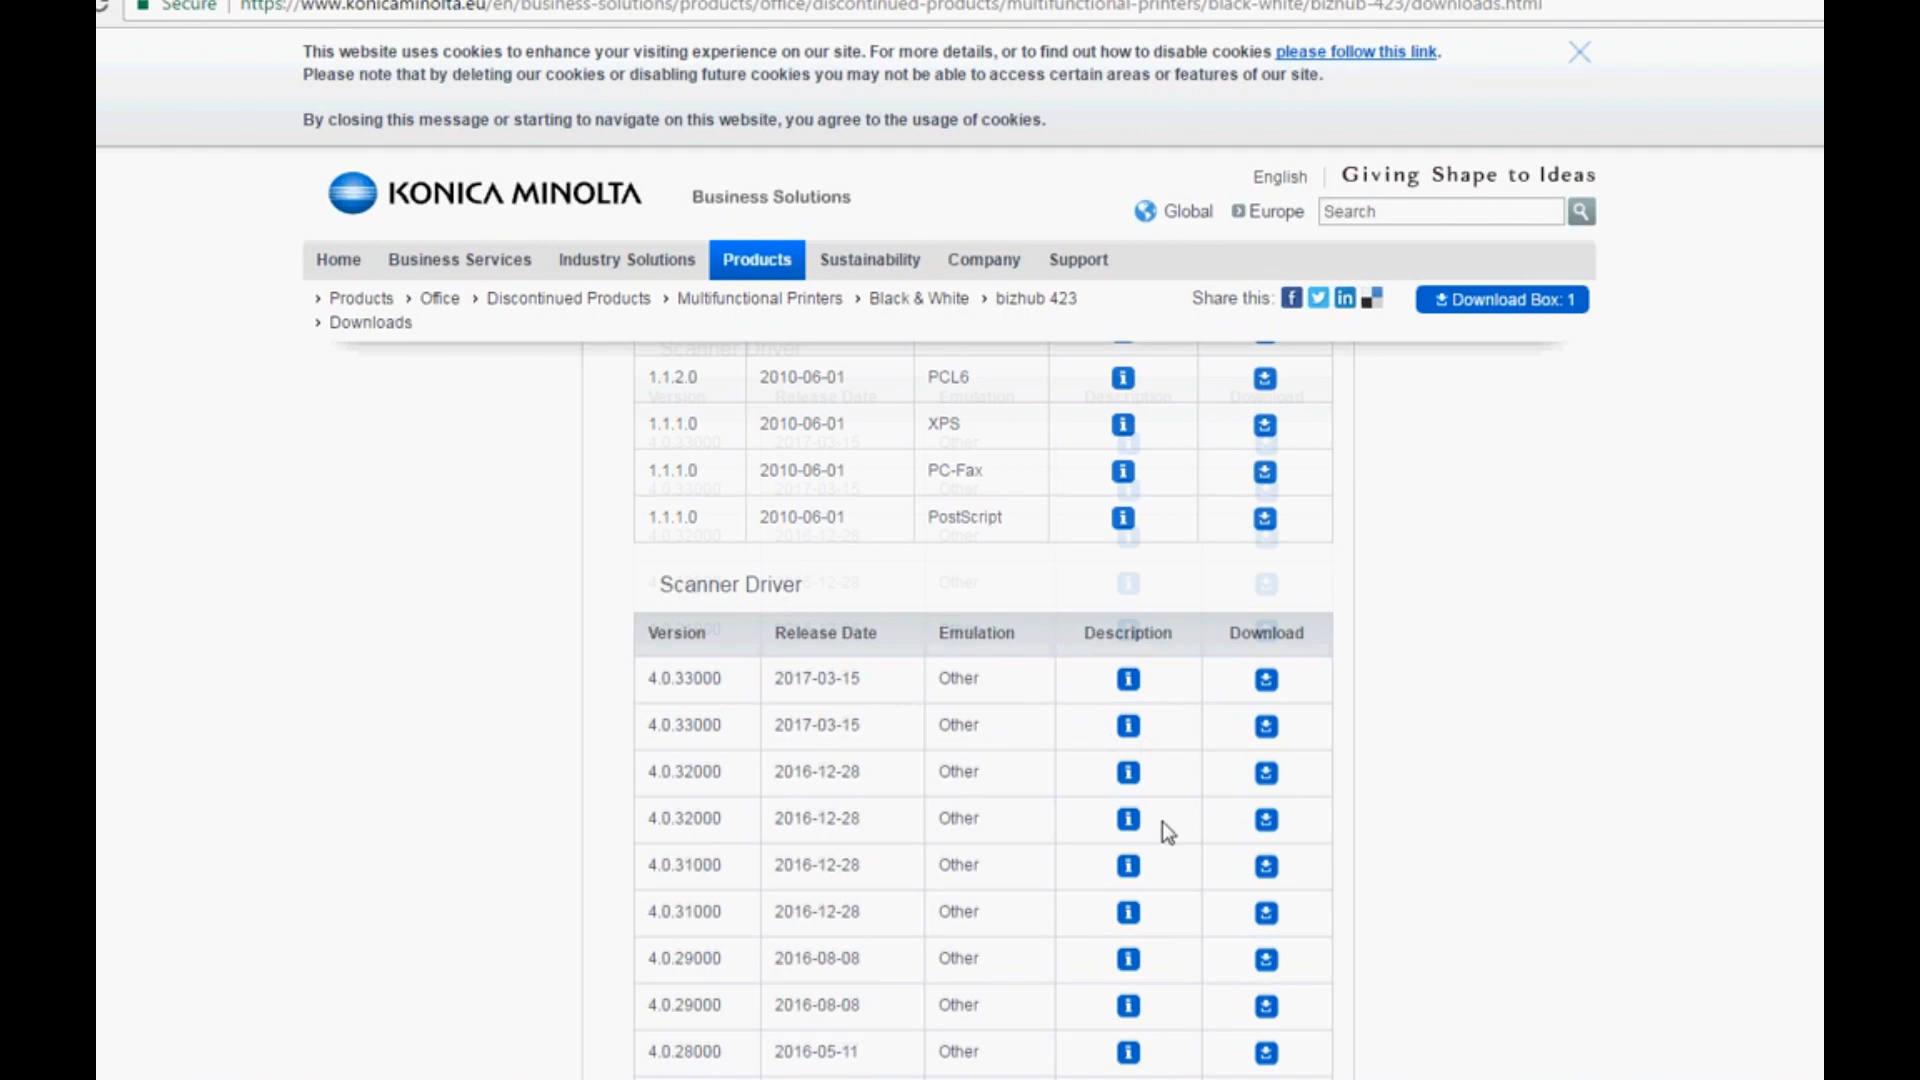 Secure | https://www.konicaminolta.eu/en/business-solutions/products/office/discontinued-products/multifunctional-printers/black-white/bizhub-423/downloads.html
This website uses cookies to enhance your visiting experience on our site. For more details, or to find out how to disable cookies please follow this link.
Please note that by deleting our cookies or disabling future cookies you may not be able to access certain areas or features of our site.
By closing this message or starting to navigate on this website, you agree to the usage of cookies.
KONICA MINOLTA Business Solutions
English Giving Shape to Ideas
Global Europe Search
Home Business Services Industry Solutions Products Sustainability Company Support
› Products › Office › Discontinued Products › Multifunctional Printers › Black & White › bizhub 423 Share this: Download Box: 1
› Downloads
1.1.2.0 2010-06-01 PCL6
1.1.1.0 2010-06-01 XPS
1.1.1.0 2010-06-01 PC-Fax
1.1.1.0 2010-06-01 PostScript
Scanner Driver
Version Release Date Emulation Description Download
4.0.33000 2017-03-15 Other
4.0.33000 2017-03-15 Other
4.0.32000 2016-12-28 Other
4.0.32000 2016-12-28 Other
4.0.31000 2016-12-28 Other
4.0.31000 2016-12-28 Other
4.0.29000 2016-08-08 Other
4.0.29000 2016-08-08 Other
4.0.28000 2016-05-11 Other